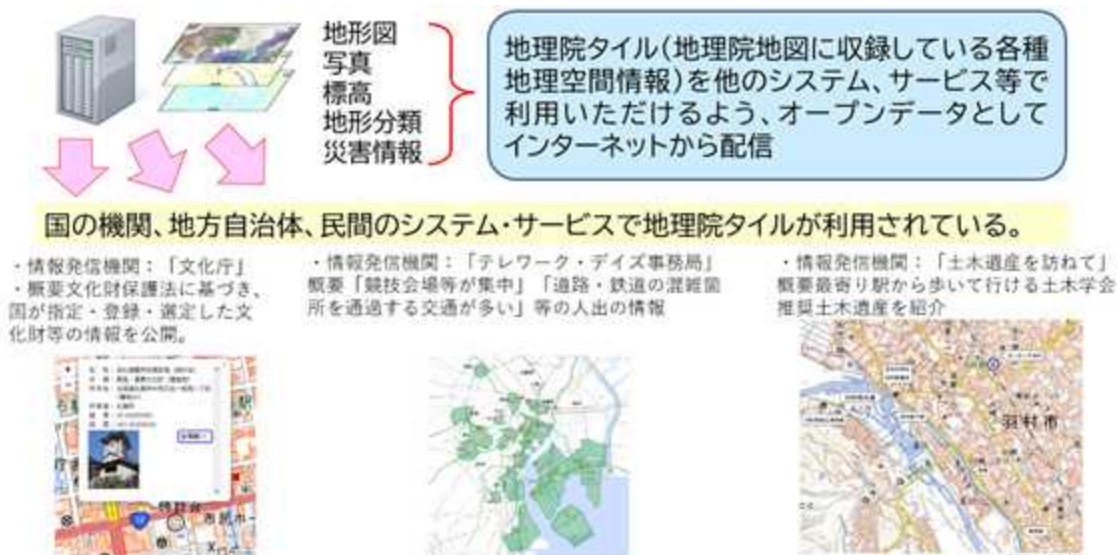 地形図
写真
標高
地形分類
災害情報
地理院タイル(地理院地図に収録している各種
地理空間情報)を他のシステム、サービス等で
利用いただけるよう、オープンデータとして
インターネットから配信
国の機関、地方自治体、民間のシステム・サービスで地理院タイルが利用されている。
・情報発信機関：「文化庁」
・概要文化財保護法に基づき、
国が指定・登録・選定した文
化財等の情報を公開。
・情報発信機関：「テレワーク・デイズ事務局」
概要「競技会場等が集中」「道路・鉄道の混雑箇
所を通過する交通が多い」等の人出の情報
・情報発信機関：「土木遺産を訪ねて」
概要最寄り駅から歩いて行ける土木学会
推奨土木遺産を紹介
時計台
市民ホー
羽村市